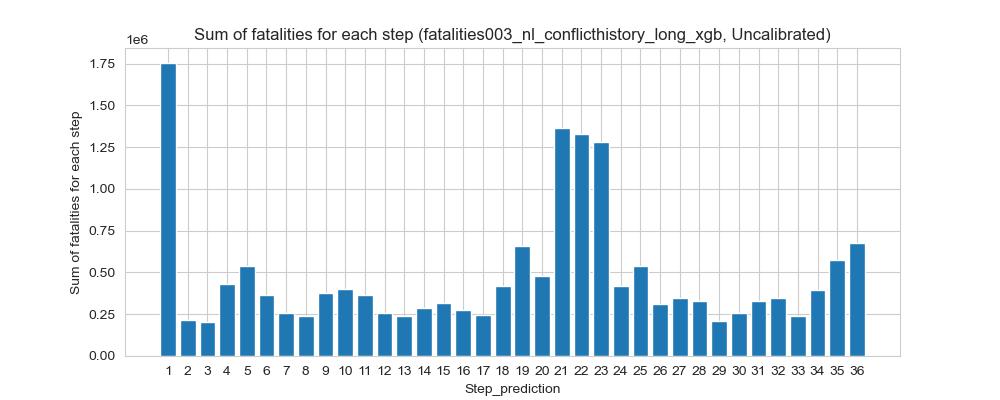 Sum of fatalities for each step (fatalities003_nl_conflicthistory_long_xgb, Uncalibrated)
1e6
1.75
1.50
1.25
1.00
0.75
0.50
0.25
0.00
Sum of fatalities for each step
1 2 3 4 5 6 7 8 9 10 11 12 13 14 15 16 17 18 19 20 21 22 23 24 25 26 27 28 29 30 31 32 33 34 35 36
Step_prediction